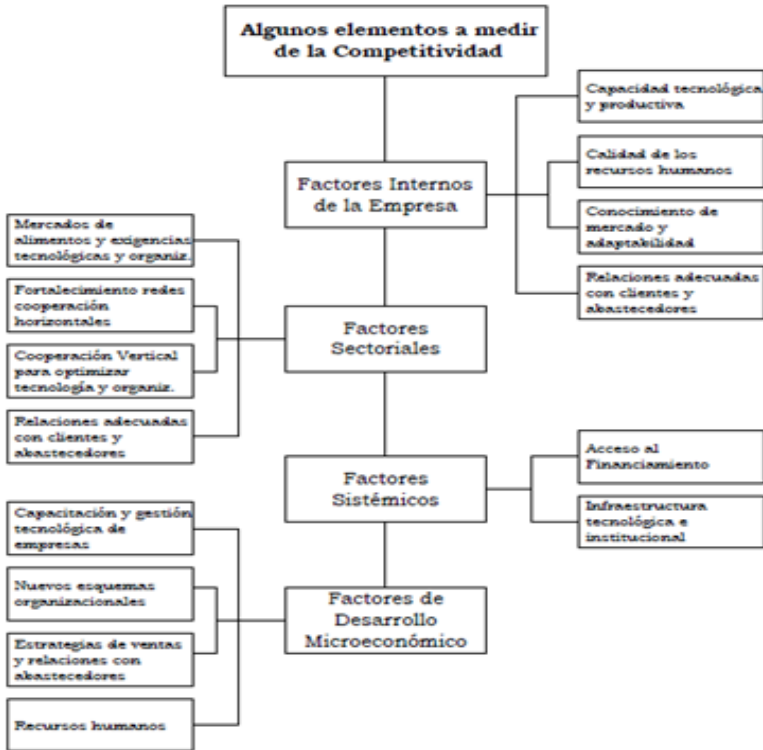 Algunos elementos a medir
de la Competitividad
Factores Internos
de la Empresa
Capacidad tecnológica
y productiva
Calidad de los
recursos humanos
Conocimiento de
mercado y
adaptabilidad
Relaciones adecuadas
con clientes y
abastecedores
Factores
Sectoriales
Mercados de
alimentos y exigencias
tecnológicas y organiz.
Fortalecimiento redes
cooperación
horizontales
Cooperación Vertical
para optimizar
tecnología y organiz.
Relaciones adecuadas
con clientes y
abastecedores
Factores
Sistémicos
Acceso al
Financiamiento
Infraestructura
tecnológica e
institucional
Factores de
Desarrollo
Microeconómico
Capacitación y gestión
tecnológica de
empresas
Nuevos esquemas
organizacionales
Estrategias de ventas
y relaciones con
abastecedores
Recursos humanos